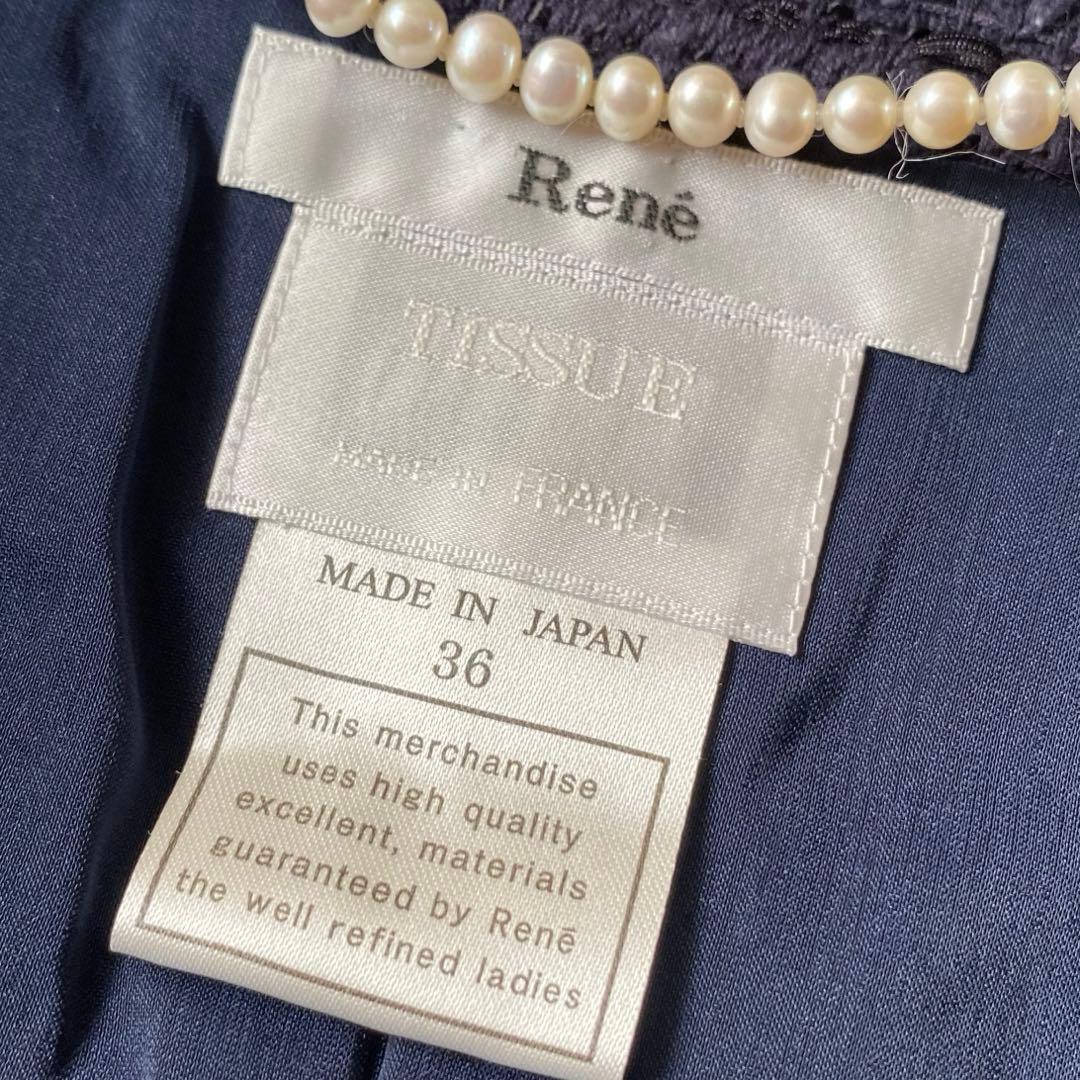 René
TISSUE
MADE IN FRANCE
MADE IN JAPAN
36
This merchandise
uses high quality
excellent, materials
guaranteed by Renē
the well refined ladies